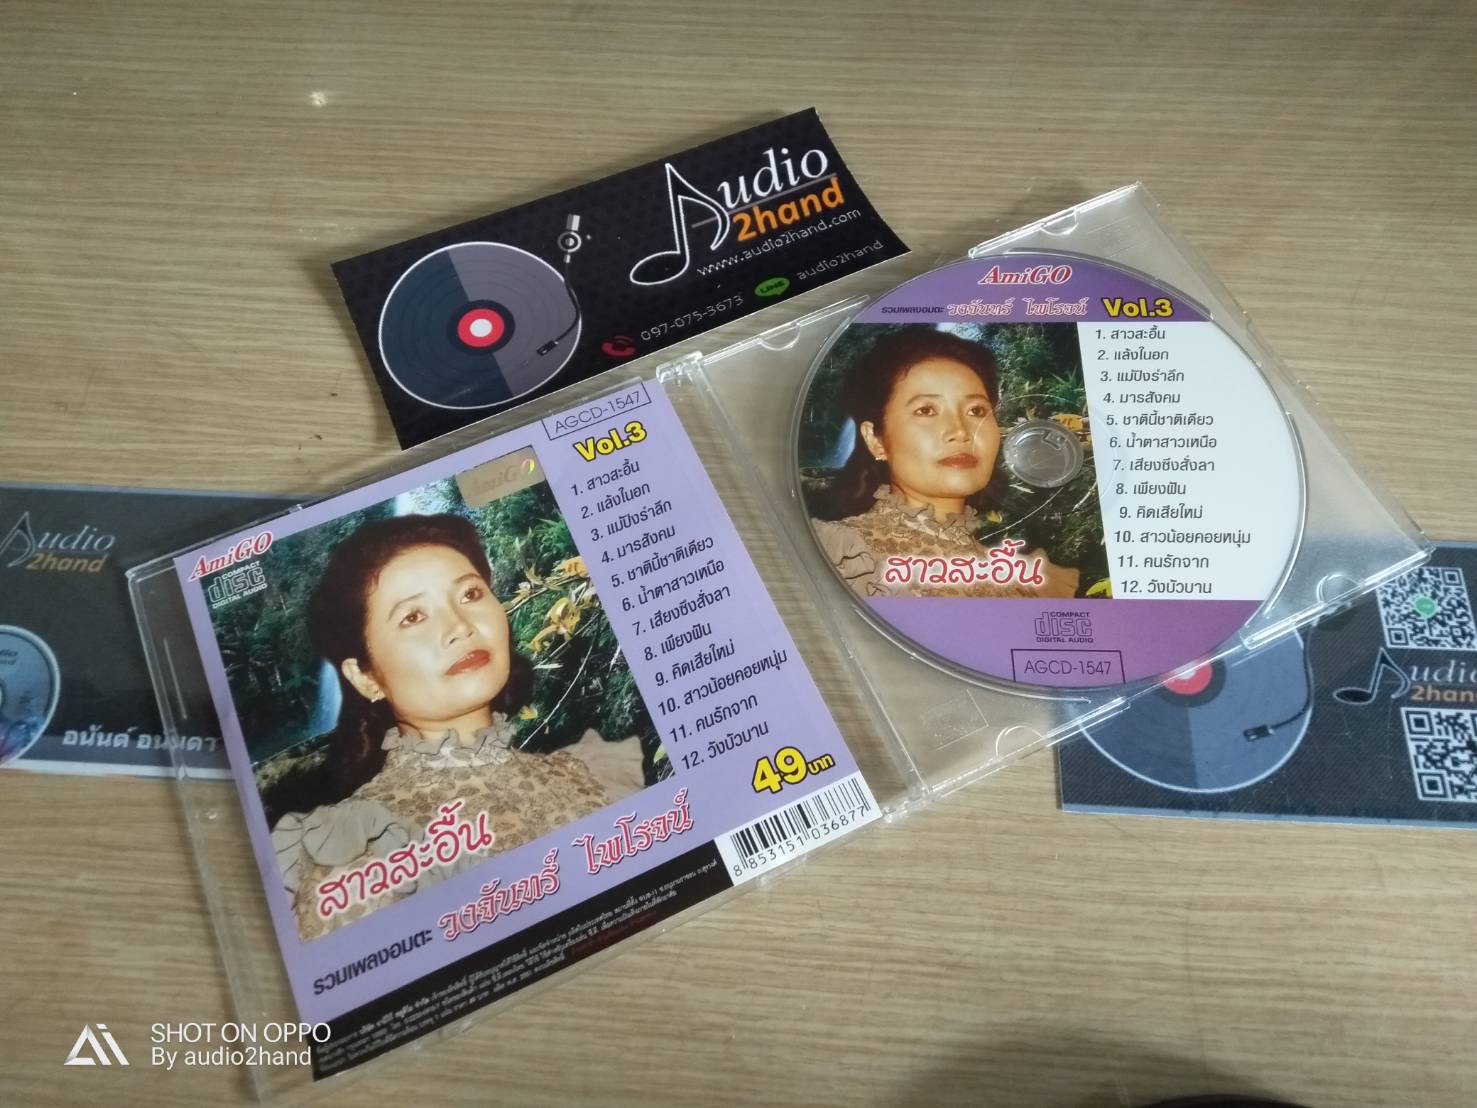 Audio
2hand
www.audio2hand.com
097-075-3673
LINE
audio2hand
AmiGO
รวมเพลงอมตะ วงจันทร์ ไพโรจน์ Vol.3
1. สาวสะอื้น
2. แล้งในอก
3. แม่ปิงรำลึก
4. มารสังคม
5. ชาตินี้ชาติเดียว
6. น้ำตาสาวเหนือ
7. เสียงซึงสั่งลา
8. เพียงฝัน
9. คิดเสียใหม่
10. สาวน้อยคอยหนุ่ม
11. คนรักจาก
12. วังบัวบาน
สาวสะอื้น
COMPACT
disc
DIGITAL AUDIO
AGCD-1547
AGCD-1547
Vol.3
AmiGO
AmiGO
COMPACT
disc
DIGITAL AUDIO
1. สาวสะอื้น
2. แล้งในอก
3. แม่ปิงรำลึก
4. มารสังคม
5. ชาตินี้ชาติเดียว
6. น้ำตาสาวเหนือ
7. เสียงซึงสั่งลา
8. เพียงฝัน
9. คิดเสียใหม่
10. สาวน้อยคอยหนุ่ม
11. คนรักจาก
12. วังบัวบาน
49 บาท
สาวสะอื้น
รวมเพลงอมตะ วงจันทร์ ไพโรจน์
8 853151 036877
Audio
2hand
อนันต์ อนันดา
Audio
2hand
SHOT ON OPPO
By audio2hand